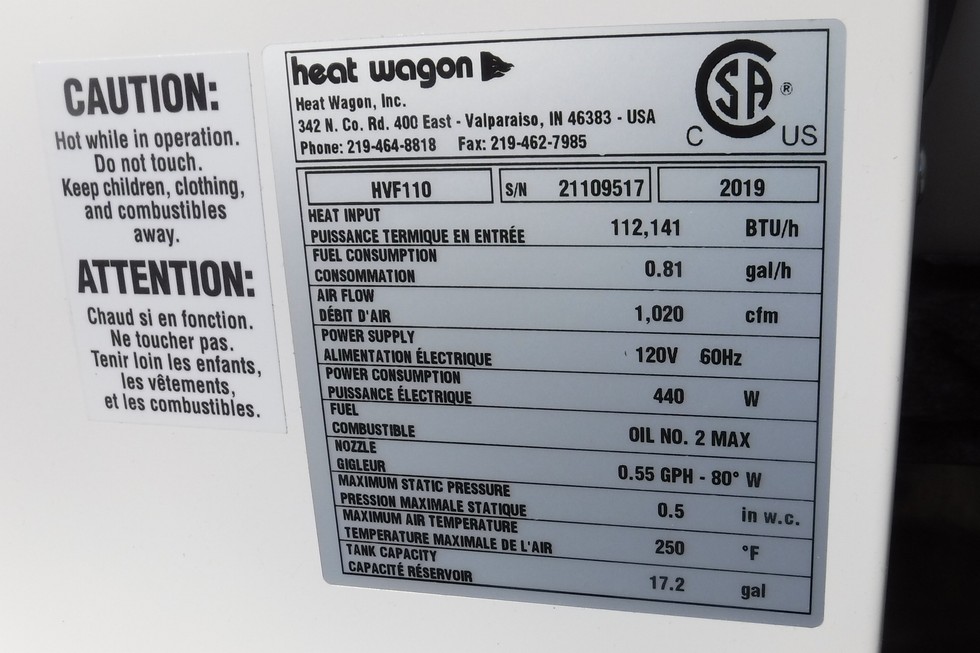 CAUTION:
Hot while in operation.
Do not touch.
Keep children, clothing,
and combustibles
away.
ATTENTION:
Chaud si en fonction.
Ne toucher pas.
Tenir loin les enfants,
les vêtements,
et les combustibles.
heat wagon
Heat Wagon, Inc.
342 N. Co. Rd. 400 East - Valparaiso, IN 46383 - USA
Phone: 219-464-8818 Fax: 219-462-7985
CSA ®
C US
HVF110 S/N 21109517 2019
HEAT INPUT
PUISSANCE TERMIQUE EN ENTRÉE 112,141 BTU/h
FUEL CONSUMPTION
CONSOMMATION 0.81 gal/h
AIR FLOW
DÉBIT D'AIR 1,020 cfm
POWER SUPPLY
ALIMENTATION ÉLECTRIQUE 120V 60Hz
POWER CONSUMPTION
PUISSANCE ÉLECTRIQUE 440 W
FUEL
COMBUSTIBLE OIL NO. 2 MAX
NOZZLE
GIGLEUR 0.55 GPH - 80° W
MAXIMUM STATIC PRESSURE
PRESSION MAXIMALE STATIQUE 0.5 in w.c.
MAXIMUM AIR TEMPERATURE
TEMPERATURE MAXIMALE DE L'AIR 250 °F
TANK CAPACITY
CAPACITÉ RÉSERVOIR 17.2 gal